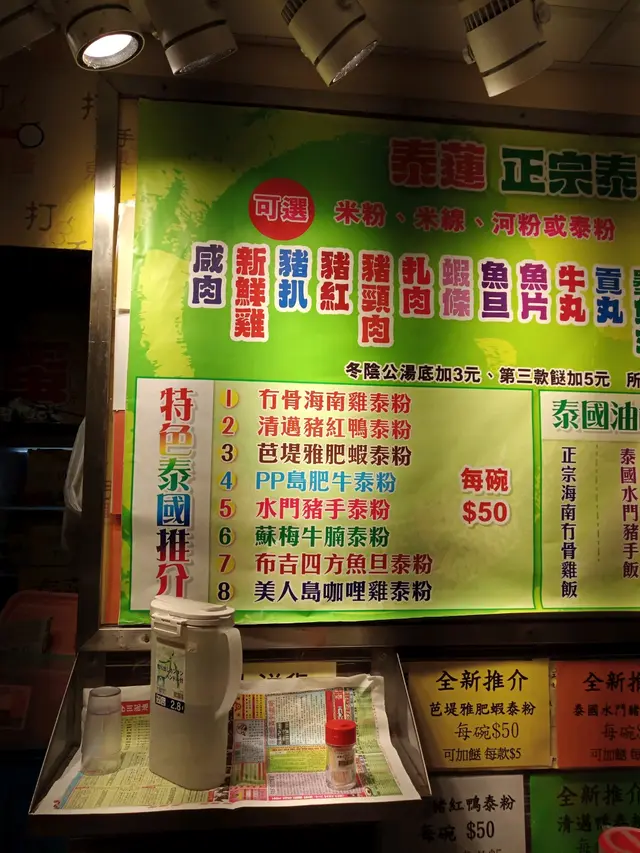 泰蓮 正宗泰
可選
米粉、米線、河粉或泰粉
咸肉
新鮮雞
豬扒
豬紅
豬頸肉
扎肉
蝦條
魚旦
魚片
牛丸
貢丸
冬陰公湯底加3元、第三款餸加5元 所
特色泰國推介
1 冇骨海南雞泰粉
2 清邁豬紅鴨泰粉
3 芭堤雅肥蝦泰粉
4 PP島肥牛泰粉
5 水門豬手泰粉
6 蘇梅牛腩泰粉
7 布吉四方魚旦泰粉
8 美人島咖哩雞泰粉
每碗
$50
泰國油
正宗海南冇骨雞飯
泰國水門豬手飯
全新推介
芭堤雅肥蝦泰粉
每碗$50
可加餸 每款$5
全新推
泰國水門豬
每碗
可加餸
豬紅鴨泰粉
每碗 $50
全新推
清邁
2.8
打
打
手